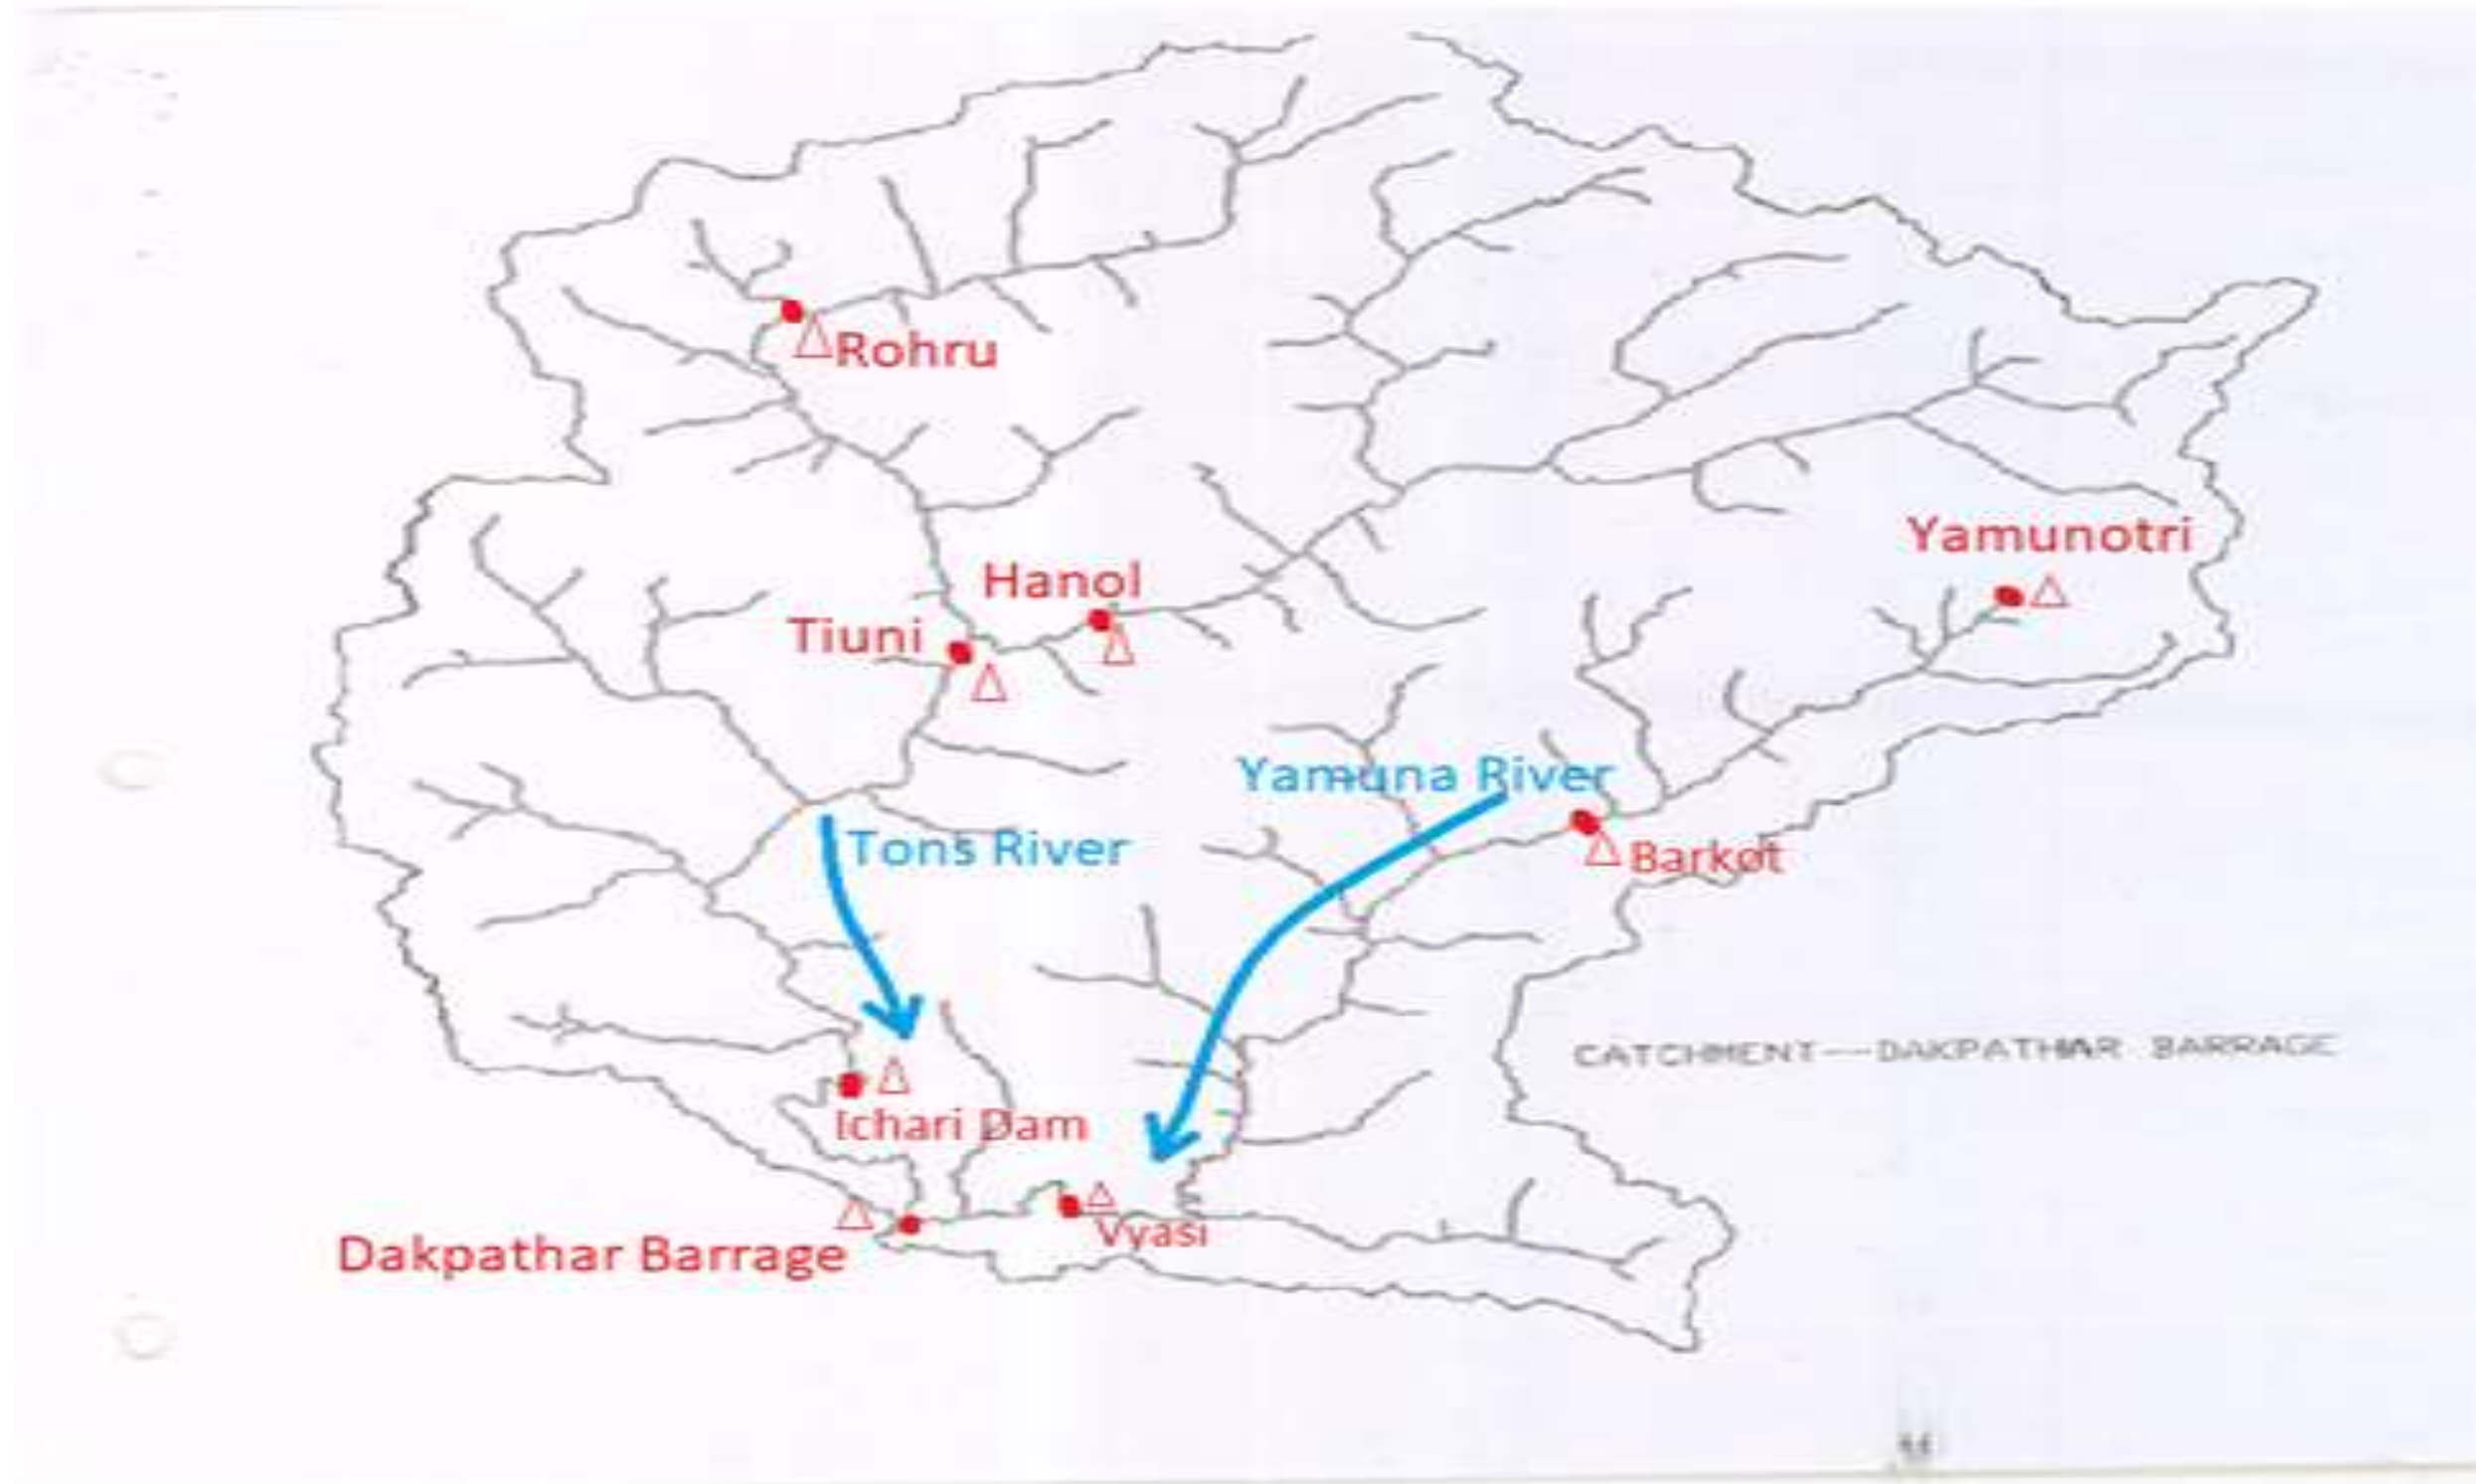 Rohru
Yamunotri
Hanol
Tiuni
Yamuna River
Tons River
Barkot
CATCHMENT—DAKPATHAR BARRAGE
Ichari Dam
Vyasi
Dakpathar Barrage